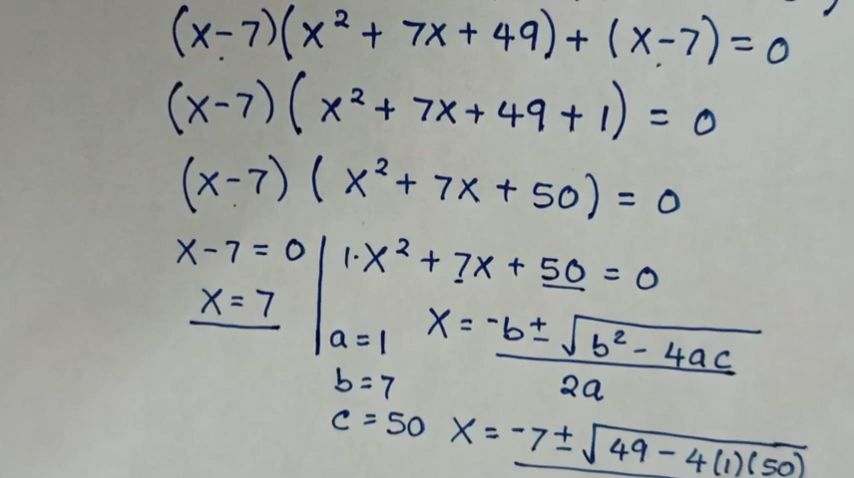 (x-7)(x² + 7x + 49) + (x-7) = 0
(x-7)(x² + 7x + 49 + 1) = 0
(x-7)(x² + 7x + 50) = 0
x-7 = 0 | 1·x² + 7x + 50 = 0
x = 7
a = 1
x = -b ± √(b² - 4ac) / 2a
b = 7
c = 50
x = -7 ± √(49 - 4(1)(50))